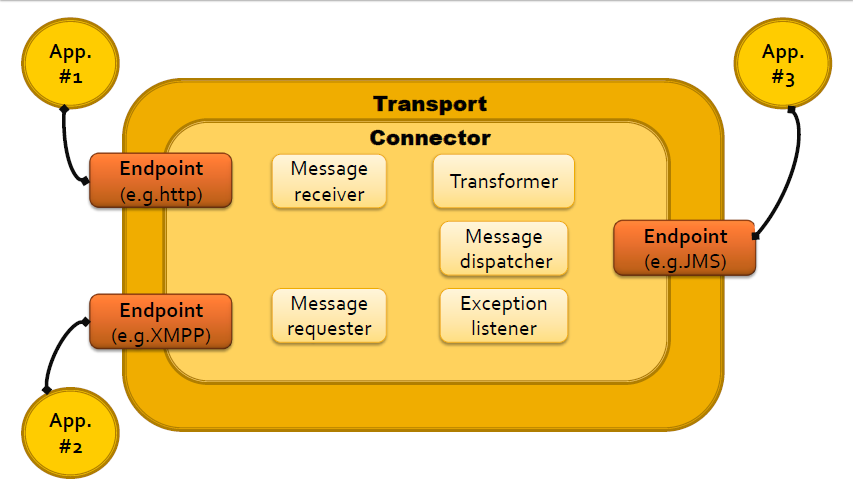 App.
#1
App.
#3
Transport
Connector
Endpoint
(e.g.http)
Message
receiver
Transformer
Message
dispatcher
Endpoint
(e.g.JMS)
Endpoint
(e.g.XMPP)
Message
requester
Exception
listener
App.
#2